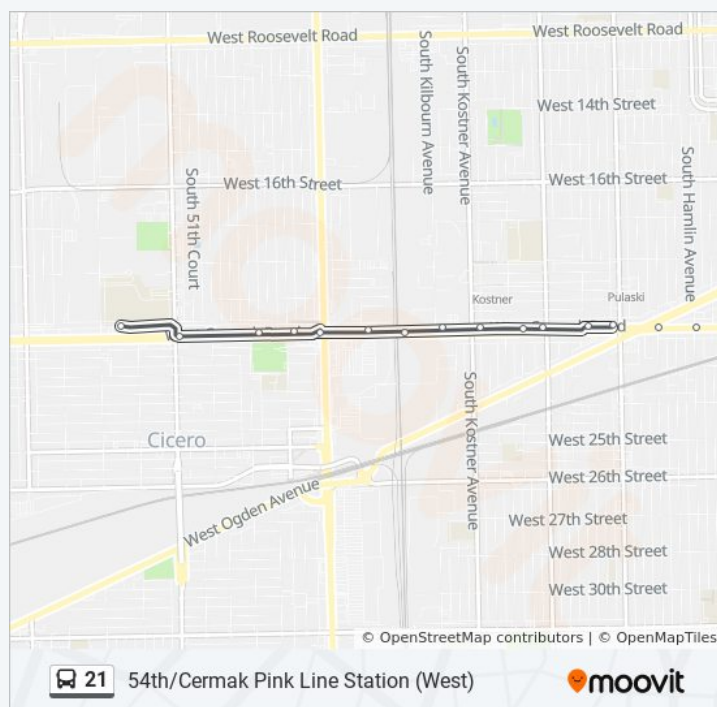 West Roosevelt Road
West Roosevelt Road
South Kilbourn Avenue
South Kostner Avenue
West 14th Street
West 16th Street
West 16th Street
South 51th Court
South Hamlin Avenue
Kostner
Pulaski
South Kostner Avenue
Cicero
West 25th Street
West 26th Street
West Ogden Avenue
West 27th Street
West 28th Street
West 30th Street
© OpenStreetMap contributors | © OpenMapTiles
21 54th/Cermak Pink Line Station (West)
moovit